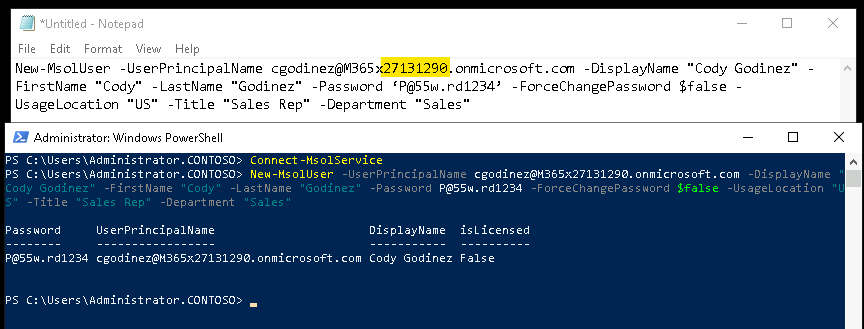 *Untitled - Notepad
File Edit Format View Help
New-MsolUser -UserPrincipalName cgodinez@M365x27131290.onmicrosoft.com -DisplayName "Cody Godinez" -
FirstName "Cody" -LastName "Godinez" -Password ‘P@55w.rd1234’ -ForceChangePassword $false -
UsageLocation "US" -Title "Sales Rep" -Department "Sales"
Administrator: Windows PowerShell
PS C:\Users\Administrator.CONTOSO> Connect-MsolService
PS C:\Users\Administrator.CONTOSO> New-MsolUser -UserPrincipalName cgodinez@M365x27131290.onmicrosoft.com -DisplayName "
Cody Godinez" -FirstName "Cody" -LastName "Godinez" -Password P@55w.rd1234 -ForceChangePassword $false -UsageLocation "U
S" -Title "Sales Rep" -Department "Sales"
Password UserPrincipalName DisplayName isLicensed
-------- ----------------- ----------- ----------
P@55w.rd1234 cgodinez@M365x27131290.onmicrosoft.com Cody Godinez False
PS C:\Users\Administrator.CONTOSO> _